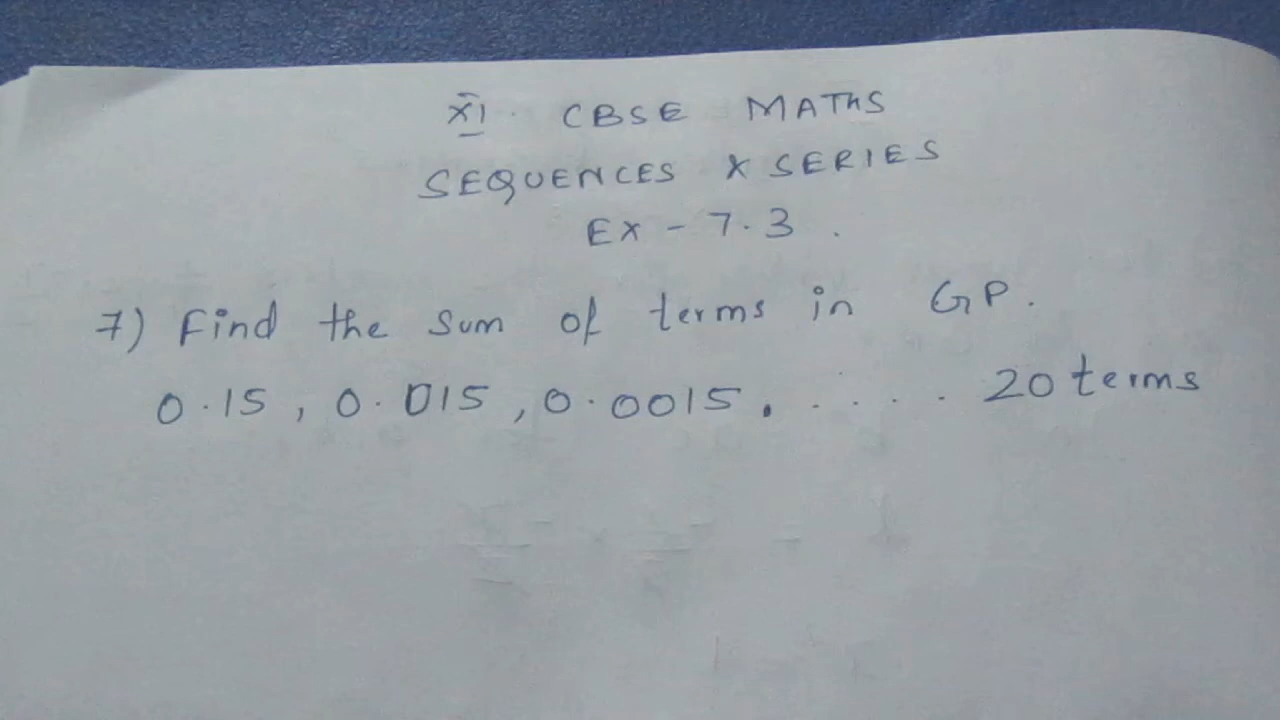 XI. CBSE MATHS
SEQUENCES & SERIES
EX - 7.3.
7) Find the sum of terms in GP.
0.15, 0.015, 0.0015, . . . . 20 terms